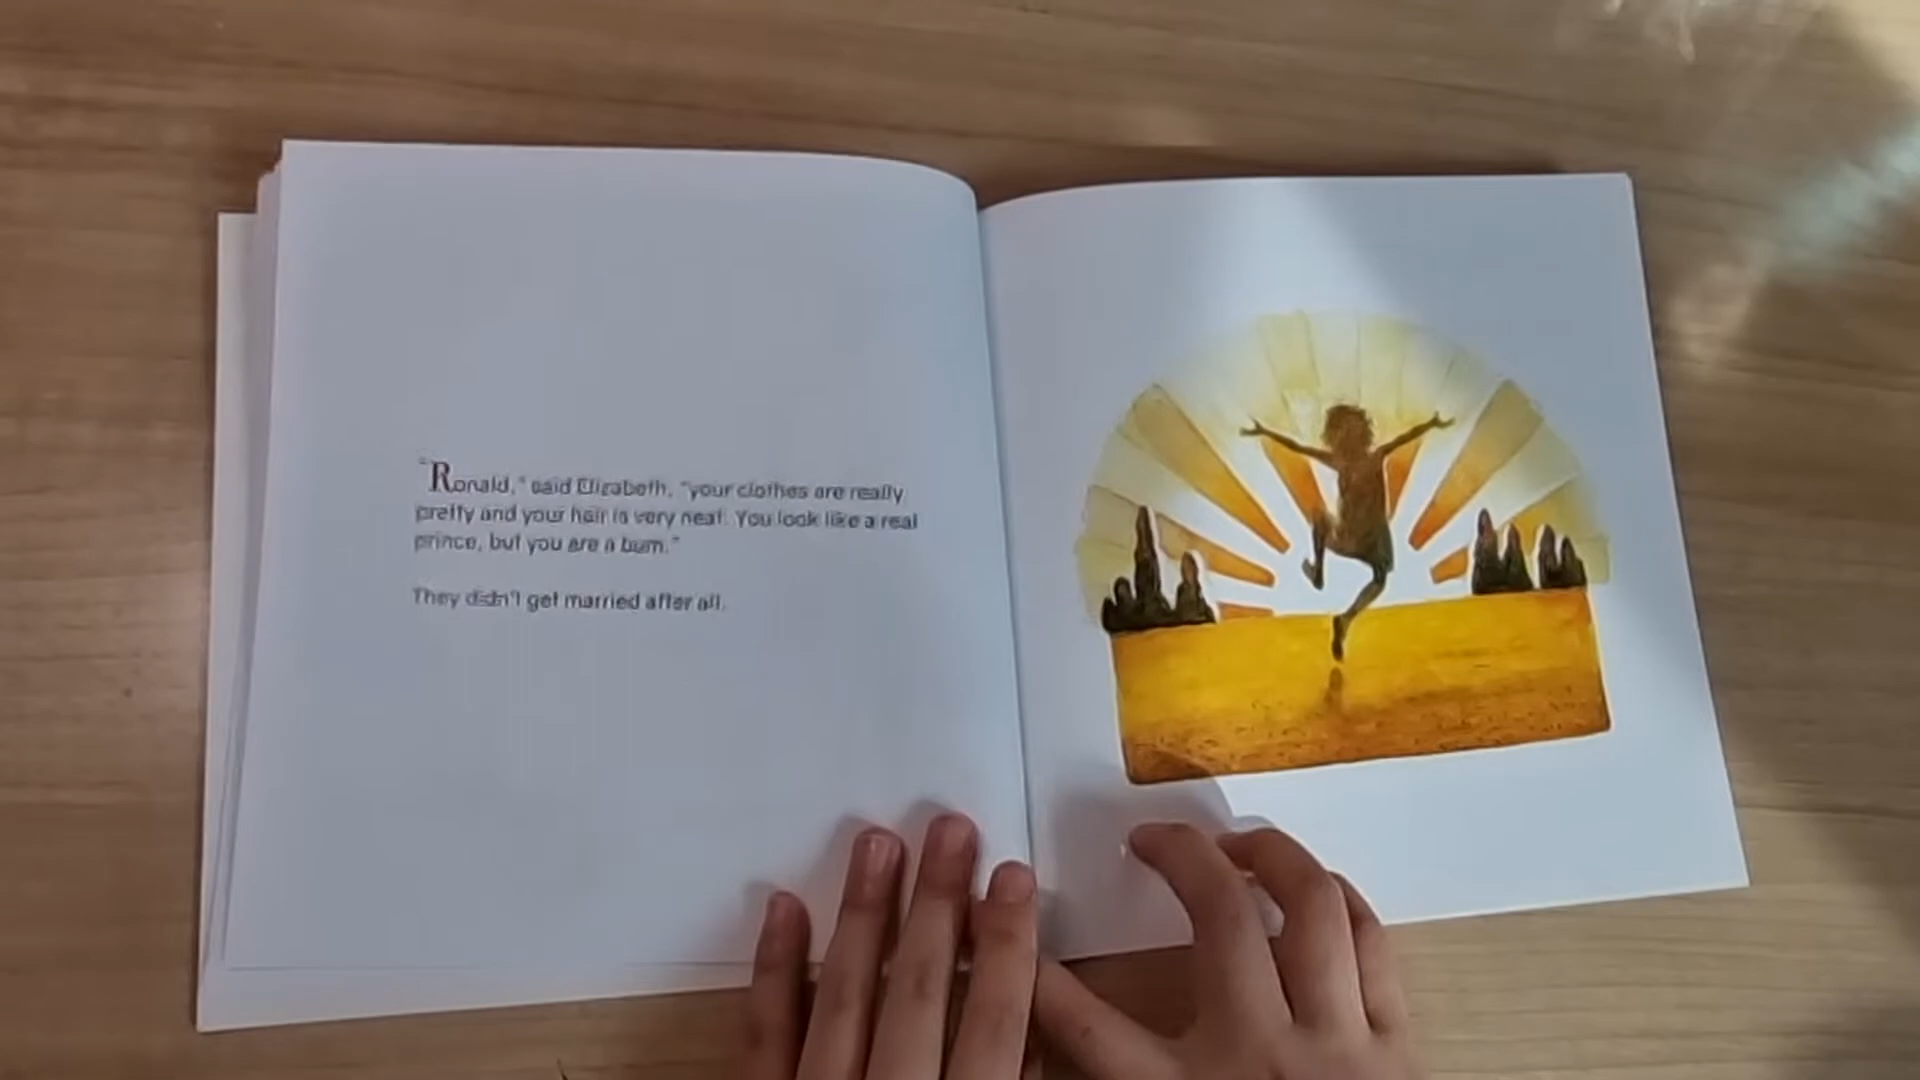 "Ronald," said Elizabeth, "your clothes are really
pretty and your hair is very neat. You look like a real
prince, but you are a bum."
They didn't get married after all.